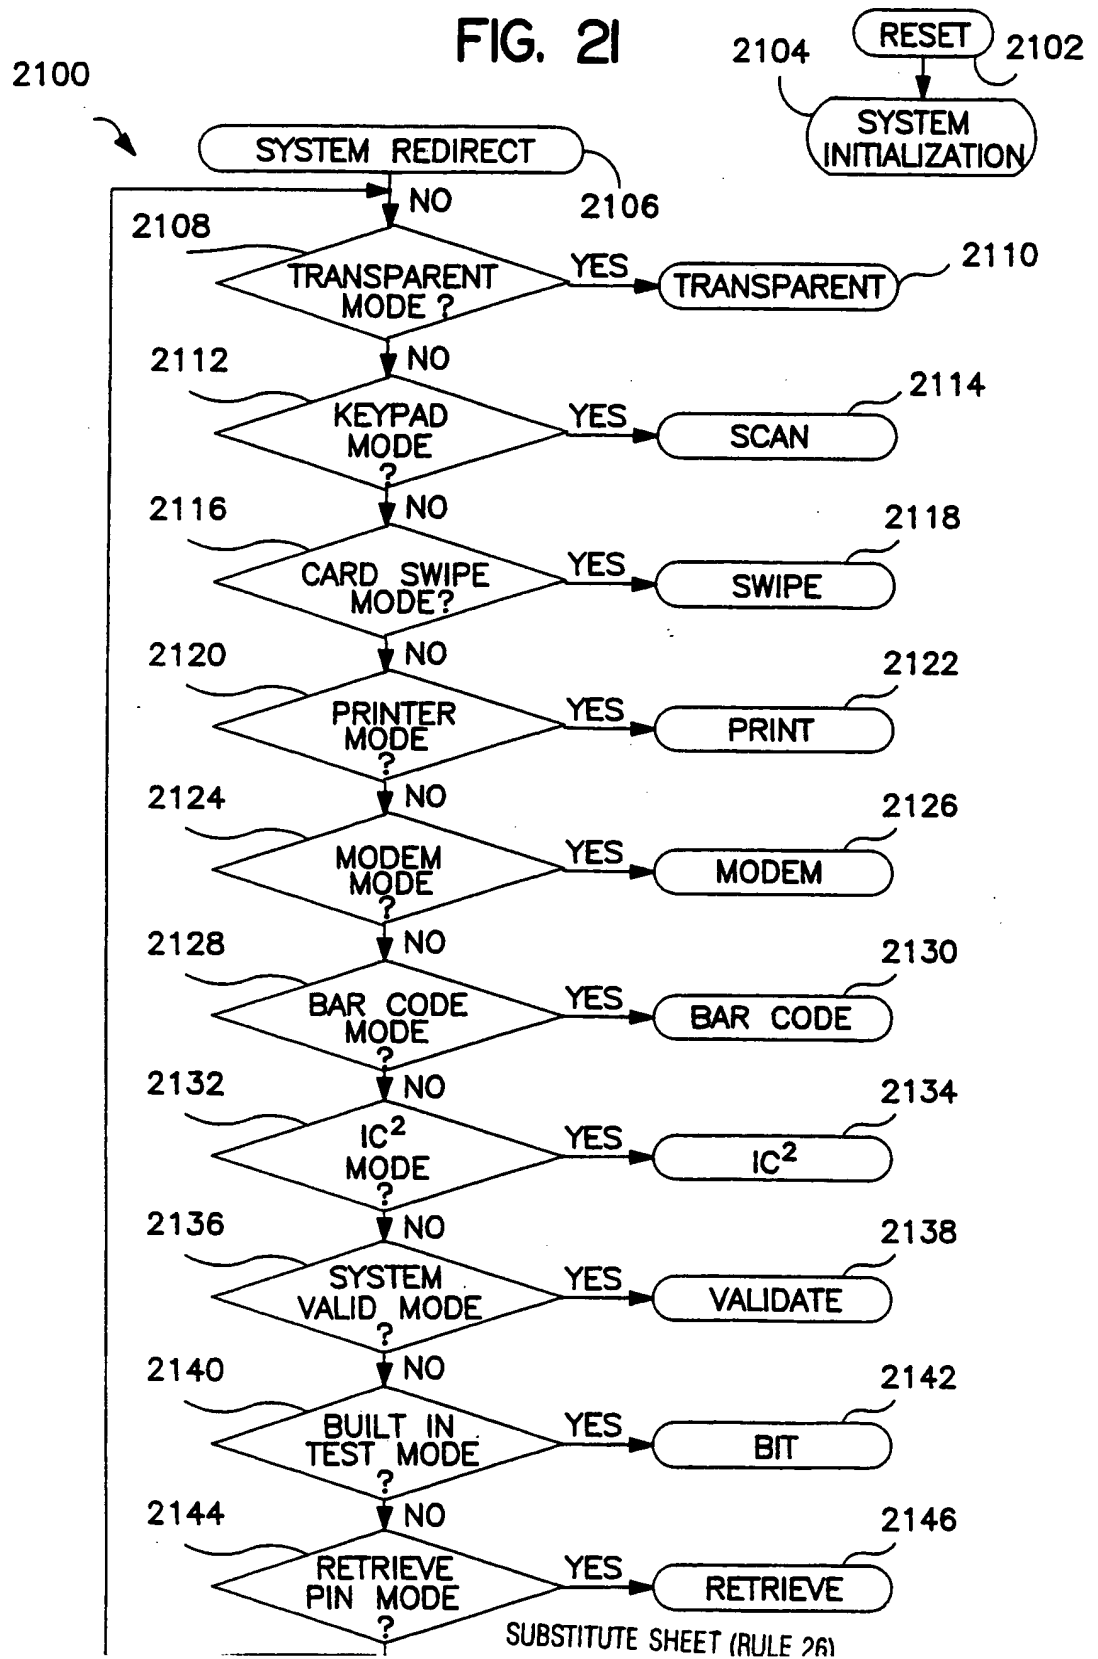 FIG. 21
RESET
2102
2104
SYSTEM
INITIALIZATION
2100
SYSTEM REDIRECT
2106
NO
2108
TRANSPARENT
MODE ?
YES
TRANSPARENT
2110
NO
2112
KEYPAD
MODE
?
YES
SCAN
2114
NO
2116
CARD SWIPE
MODE?
YES
SWIPE
2118
NO
2120
PRINTER
MODE
?
YES
PRINT
2122
NO
2124
MODEM
MODE
?
YES
MODEM
2126
NO
2128
BAR CODE
MODE
?
YES
BAR CODE
2130
NO
2132
IC²
MODE
?
YES
IC²
2134
NO
2136
SYSTEM
VALID MODE
?
YES
VALIDATE
2138
NO
2140
BUILT IN
TEST MODE
?
YES
BIT
2142
NO
2144
RETRIEVE
PIN MODE
?
YES
RETRIEVE
2146
SUBSTITUTE SHEET (RULE 26)